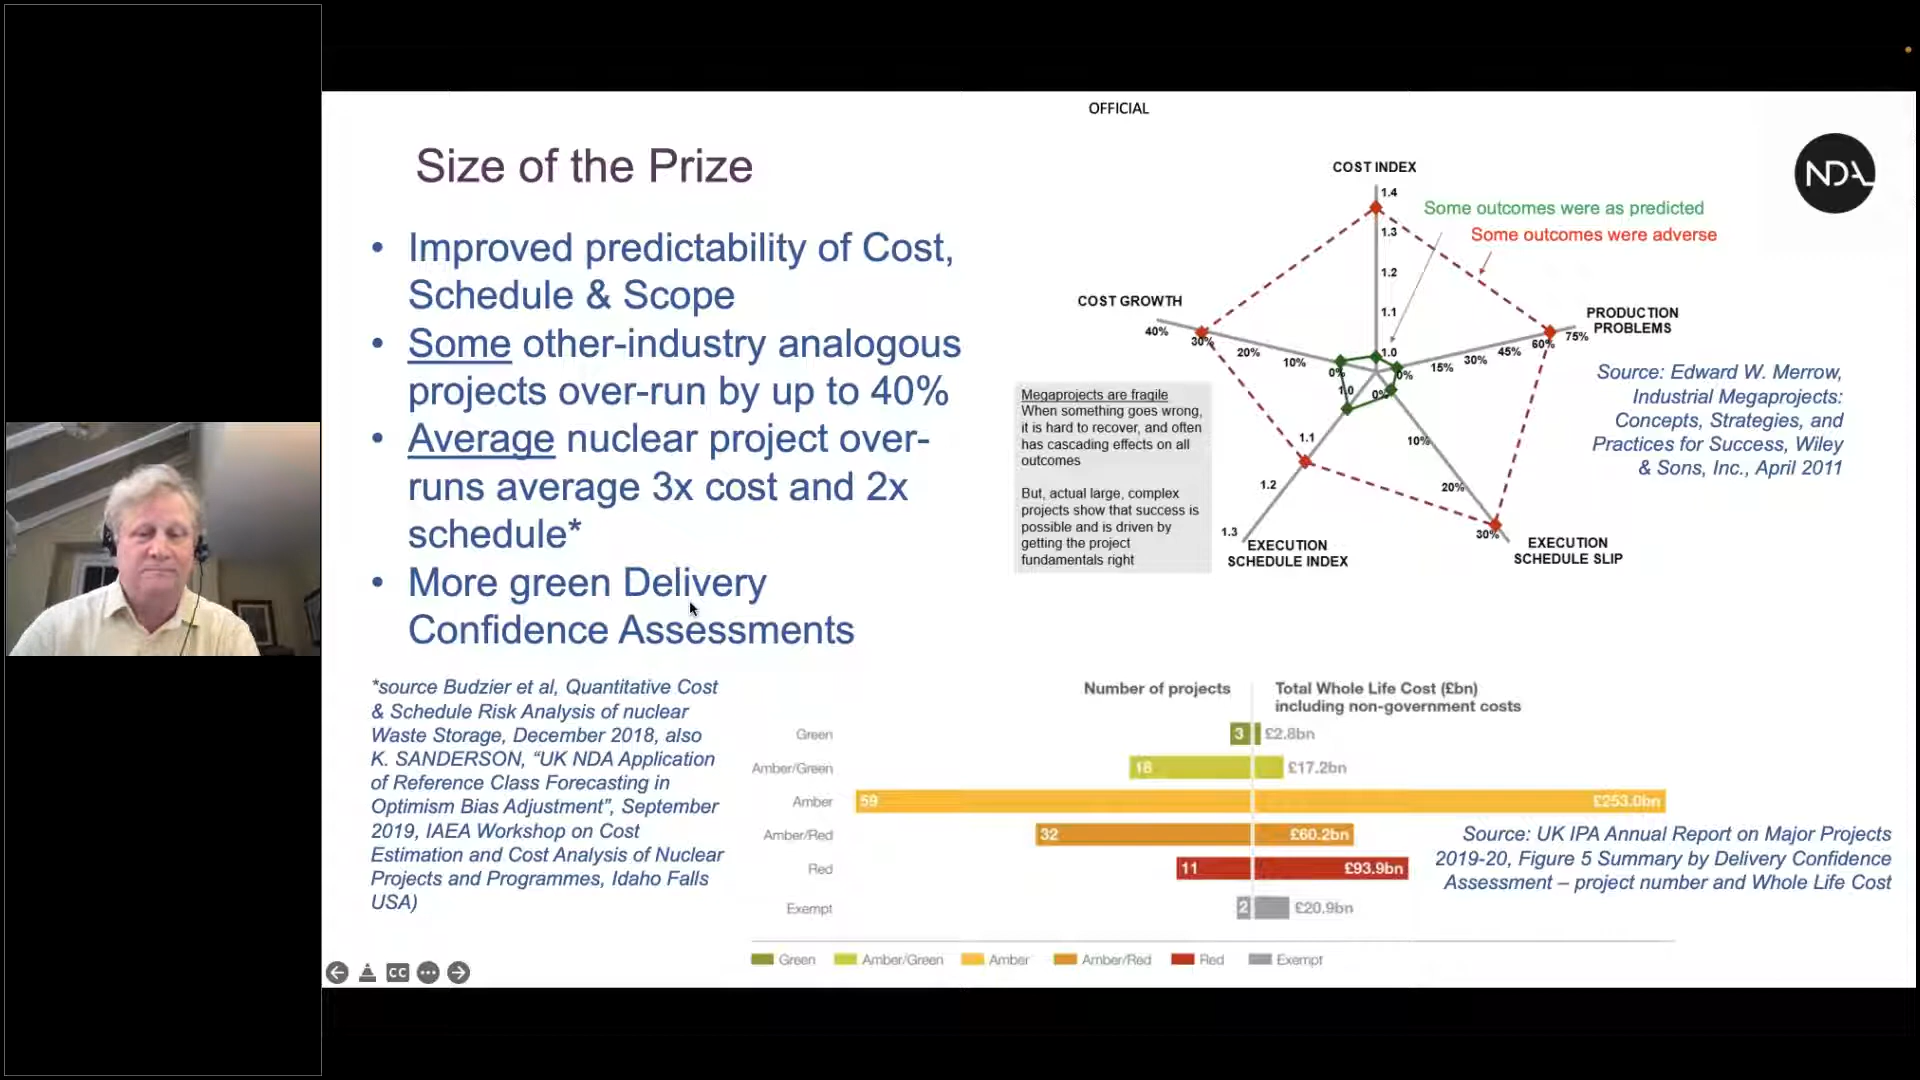 OFFICIAL
Size of the Prize
NDA
• Improved predictability of Cost,
Schedule & Scope
• Some other-industry analogous
projects over-run by up to 40%
• Average nuclear project over-
runs average 3x cost and 2x
schedule*
• More green Delivery
Confidence Assessments
*source Budzier et al, Quantitative Cost
& Schedule Risk Analysis of nuclear
Waste Storage, December 2018, also
K. SANDERSON, “UK NDA Application
of Reference Class Forecasting in
Optimism Bias Adjustment”, September
2019, IAEA Workshop on Cost
Estimation and Cost Analysis of Nuclear
Projects and Programmes, Idaho Falls
USA)
COST INDEX
1.4
1.3
1.2
1.1
1.0
Some outcomes were as predicted
Some outcomes were adverse
COST GROWTH
40%
30%
20%
10%
0%
PRODUCTION
PROBLEMS
0%
15%
30%
45%
60%
75%
EXECUTION
SCHEDULE SLIP
0%
10%
20%
30%
EXECUTION
SCHEDULE INDEX
1.0
1.1
1.2
1.3
Megaprojects are fragile
When something goes wrong,
it is hard to recover, and often
has cascading effects on all
outcomes
But, actual large, complex
projects show that success is
possible and is driven by
getting the project
fundamentals right
Source: Edward W. Merrow,
Industrial Megaprojects:
Concepts, Strategies, and
Practices for Success, Wiley
& Sons, Inc., April 2011
Number of projects
Total Whole Life Cost (£bn)
including non-government costs
Green 3 £2.8bn
Amber/Green 18 £17.2bn
Amber 59 £253.0bn
Amber/Red 32 £60.2bn
Red 11 £93.9bn
Exempt 2 £20.9bn
Green Amber/Green Amber Amber/Red Red Exempt
Source: UK IPA Annual Report on Major Projects
2019-20, Figure 5 Summary by Delivery Confidence
Assessment – project number and Whole Life Cost
CC